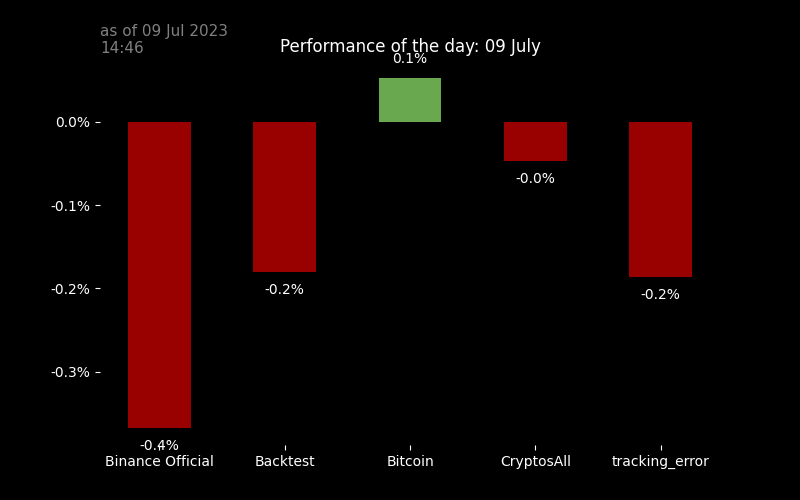 as of 09 Jul 2023
14:46
Performance of the day: 09 July
0.1%
0.0%
-0.0%
-0.1%
-0.2%
-0.2%
-0.2%
-0.3%
-0.4%
Binance Official
Backtest
Bitcoin
CryptosAll
tracking_error